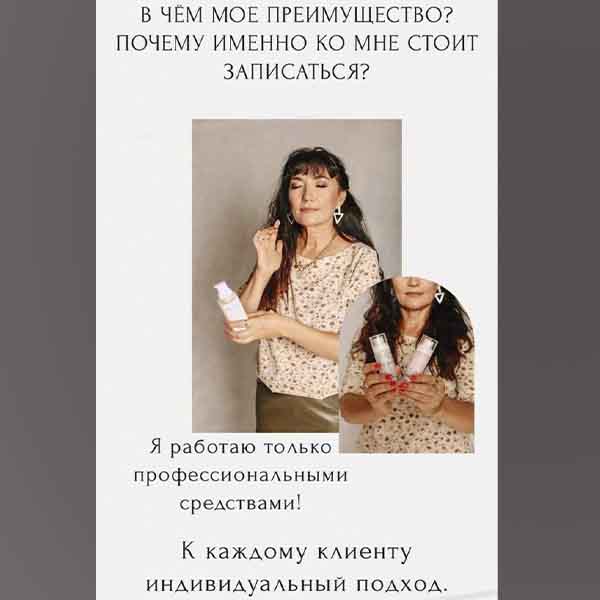 В ЧЁМ МОЕ ПРЕИМУЩЕСТВО?
ПОЧЕМУ ИМЕННО КО МНЕ СТОИТ
ЗАПИСАТЬСЯ?
Я работаю только
профессиональными
средствами!
К каждому клиенту
индивидуальный подход.